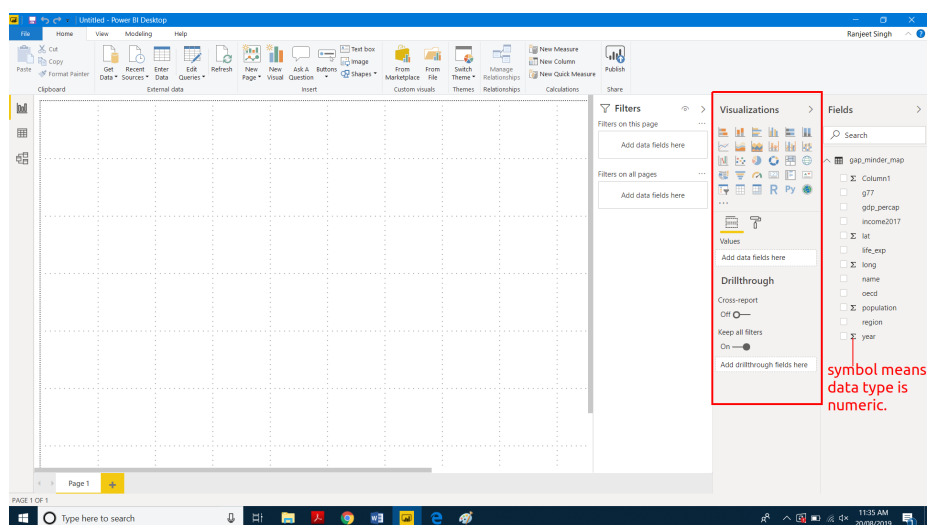 Untitled - Power BI Desktop
File Home View Modeling Help Ranjeet Singh
Paste
Cut
Copy
Format Painter
Clipboard
Get Data
Recent Sources
Enter Data
Edit Queries
Refresh
External data
New Page
New Visual
Ask A Question
Buttons
Text box
Image
Shapes
Insert
From Marketplace
From File
Custom visuals
Switch Theme
Themes
Manage Relationships
Relationships
New Measure
New Column
New Quick Measure
Calculations
Publish
Share
Filters
Filters on this page ...
Add data fields here
Filters on all pages ...
Add data fields here
Visualizations
R Py
...
Values
Add data fields here
Drillthrough
Cross-report
Off
Keep all filters
On
Add drillthrough fields here
Fields
Search
gap_minder_map
Σ Column1
g77
gdp_percap
income2017
Σ lat
life_exp
Σ long
name
oecd
Σ population
region
Σ year
symbol means
data type is
numeric.
Page 1
PAGE 1 OF 1
Type here to search
11:35 AM
20/08/2019